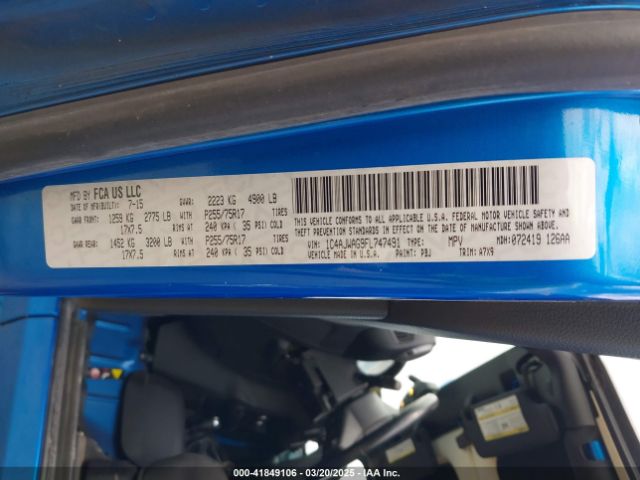 MFD BY FCA US LLC
DATE OF MFR(BUILT): 7-15 GVWR: 2223 KG 4900 LB
GAWR FRONT: 1259 KG 2775 LB WITH P255/75R17 TIRES
17X7.5 RIMS AT 240 KPA ( 35 PSI) COLD
GAWR REAR: 1452 KG 3200 LB WITH P255/75R17 TIRES
17X7.5 RIMS AT 240 KPA ( 35 PSI) COLD
THIS VEHICLE CONFORMS TO ALL APPLICABLE U.S.A. FEDERAL MOTOR VEHICLE SAFETY AND
THEFT PREVENTION STANDARDS IN EFFECT ON THE DATE OF MANUFACTURE SHOWN ABOVE.
VIN: 1C4AJWAG9FL747491 TYPE: MPV MDH: 072419 126AA
VEHICLE MADE IN U.S.A. PAINT: PBJ TRIM: A7X9
000-41849106 - 03/20/2025 - IAA Inc.